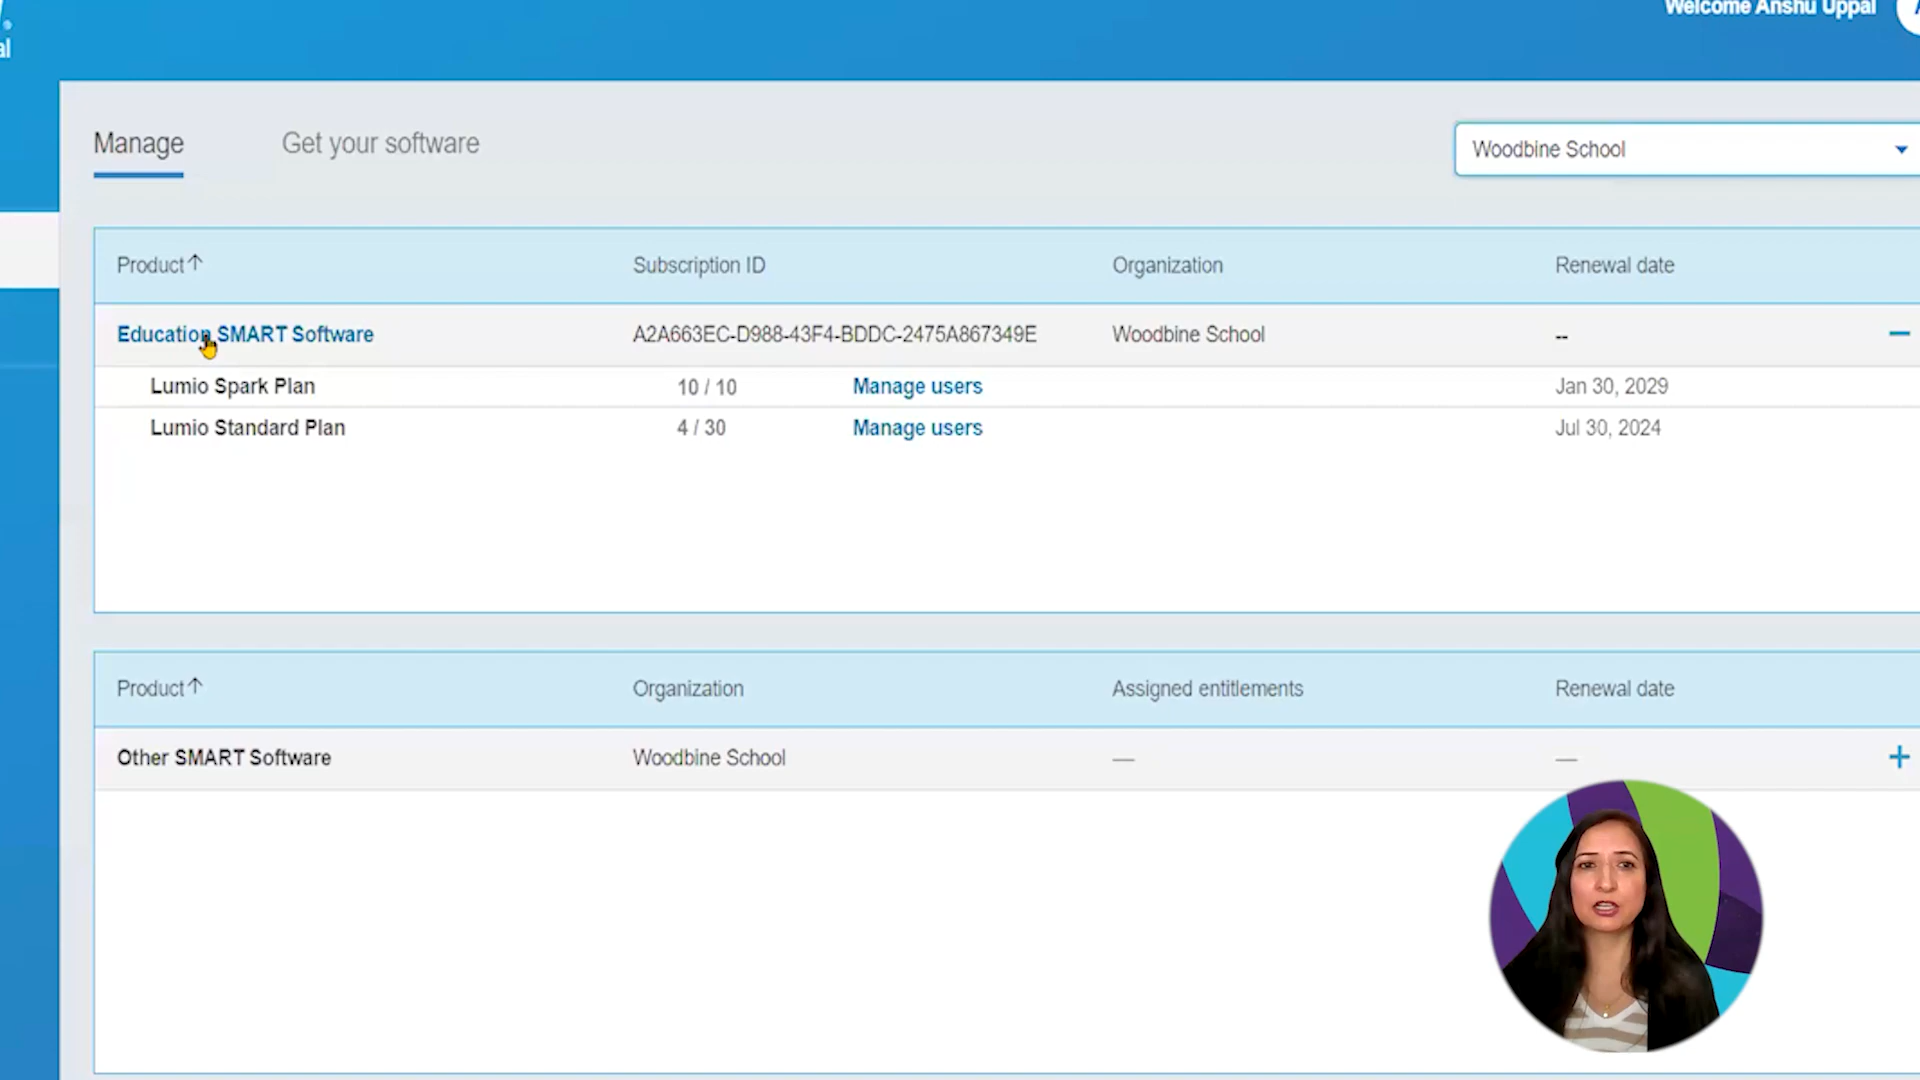 Welcome Anshu Uppal
al
Manage Get your software Woodbine School
Product↑ Subscription ID Organization Renewal date
Education SMART Software A2A663EC-D988-43F4-BDDC-2475A867349E Woodbine School --
Lumio Spark Plan 10 / 10 Manage users Jan 30, 2029
Lumio Standard Plan 4 / 30 Manage users Jul 30, 2024
Product↑ Organization Assigned entitlements Renewal date
Other SMART Software Woodbine School — —